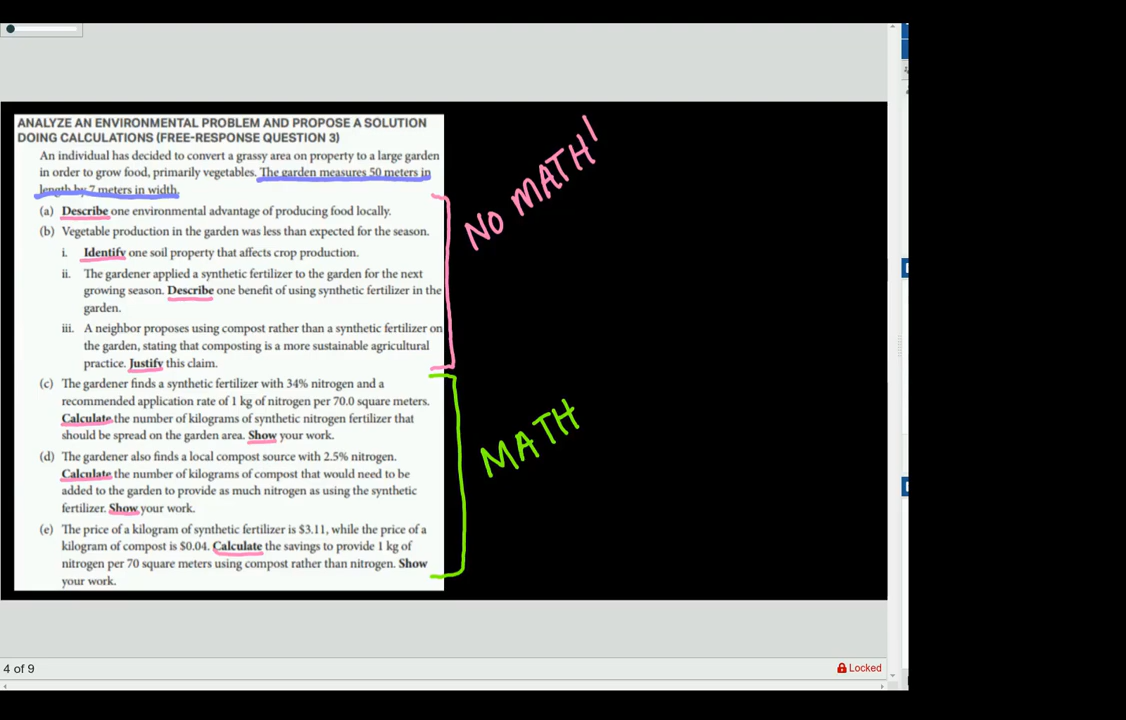 ANALYZE AN ENVIRONMENTAL PROBLEM AND PROPOSE A SOLUTION
DOING CALCULATIONS (FREE-RESPONSE QUESTION 3)
An individual has decided to convert a grassy area on property to a large garden
in order to grow food, primarily vegetables. The garden measures 50 meters in
length by 7 meters in width.
(a) Describe one environmental advantage of producing food locally.
(b) Vegetable production in the garden was less than expected for the season.
i. Identify one soil property that affects crop production.
ii. The gardener applied a synthetic fertilizer to the garden for the next
growing season. Describe one benefit of using synthetic fertilizer in the
garden.
iii. A neighbor proposes using compost rather than a synthetic fertilizer on
the garden, stating that composting is a more sustainable agricultural
practice. Justify this claim.
(c) The gardener finds a synthetic fertilizer with 34% nitrogen and a
recommended application rate of 1 kg of nitrogen per 70.0 square meters.
Calculate the number of kilograms of synthetic nitrogen fertilizer that
should be spread on the garden area. Show your work.
(d) The gardener also finds a local compost source with 2.5% nitrogen.
Calculate the number of kilograms of compost that would need to be
added to the garden to provide as much nitrogen as using the synthetic
fertilizer. Show your work.
(e) The price of a kilogram of synthetic fertilizer is $3.11, while the price of a
kilogram of compost is $0.04. Calculate the savings to provide 1 kg of
nitrogen per 70 square meters using compost rather than nitrogen. Show
your work.
NO MATH!
MATH
4 of 9
Locked